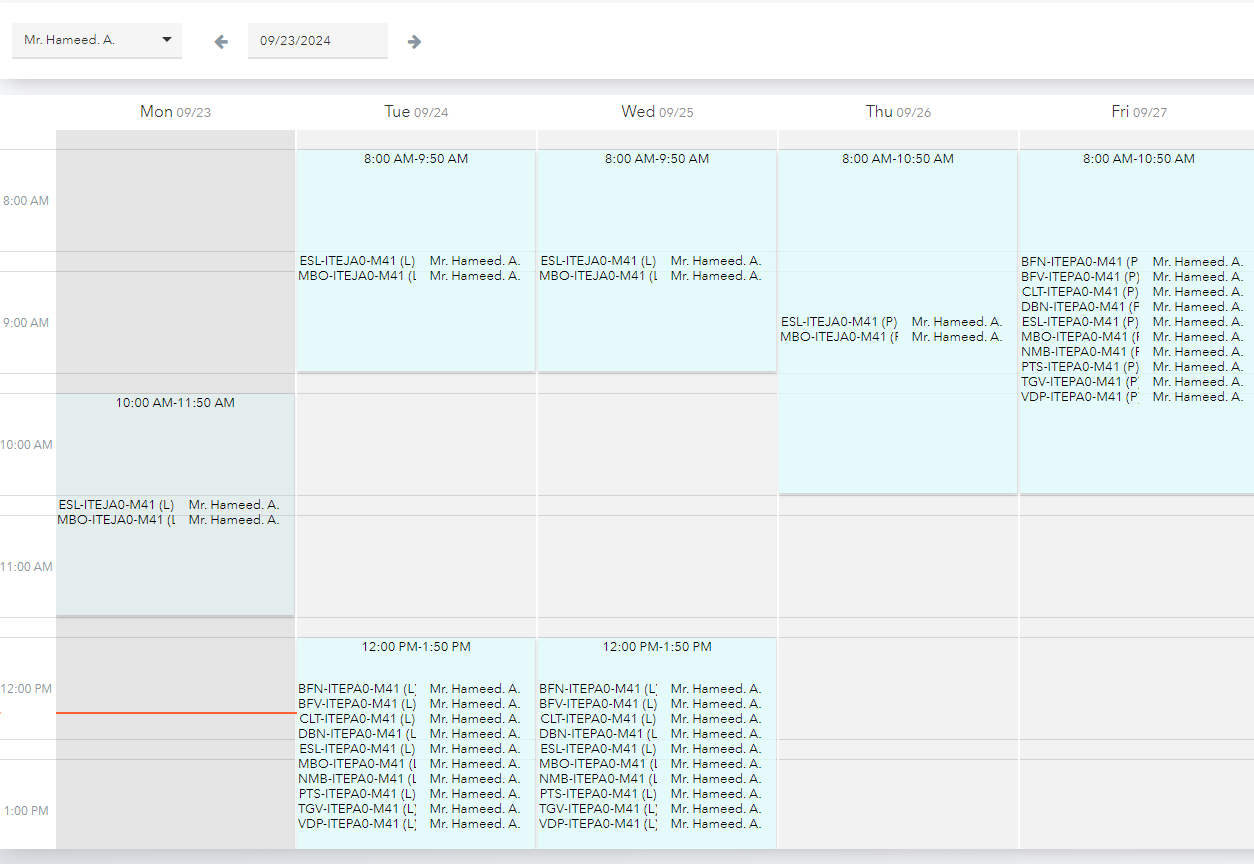 Mr. Hameed. A.
09/23/2024
Mon 09/23
Tue 09/24
Wed 09/25
Thu 09/26
Fri 09/27
8:00 AM
9:00 AM
10:00 AM
11:00 AM
12:00 PM
1:00 PM
10:00 AM-11:50 AM
ESL-ITEJA0-M41 (L) Mr. Hameed. A.
MBO-ITEJA0-M41 (L Mr. Hameed. A.
8:00 AM-9:50 AM
ESL-ITEJA0-M41 (L) Mr. Hameed. A.
MBO-ITEJA0-M41 (L Mr. Hameed. A.
12:00 PM-1:50 PM
BFN-ITEPA0-M41 (L) Mr. Hameed. A.
BFV-ITEPA0-M41 (L) Mr. Hameed. A.
CLT-ITEPA0-M41 (L) Mr. Hameed. A.
DBN-ITEPA0-M41 (L Mr. Hameed. A.
ESL-ITEPA0-M41 (L) Mr. Hameed. A.
MBO-ITEPA0-M41 (L Mr. Hameed. A.
NMB-ITEPA0-M41 (L Mr. Hameed. A.
PTS-ITEPA0-M41 (L) Mr. Hameed. A.
TGV-ITEPA0-M41 (L) Mr. Hameed. A.
VDP-ITEPA0-M41 (L) Mr. Hameed. A.
8:00 AM-9:50 AM
ESL-ITEJA0-M41 (L) Mr. Hameed. A.
MBO-ITEJA0-M41 (L Mr. Hameed. A.
12:00 PM-1:50 PM
BFN-ITEPA0-M41 (L) Mr. Hameed. A.
BFV-ITEPA0-M41 (L) Mr. Hameed. A.
CLT-ITEPA0-M41 (L) Mr. Hameed. A.
DBN-ITEPA0-M41 (L Mr. Hameed. A.
ESL-ITEPA0-M41 (L) Mr. Hameed. A.
MBO-ITEPA0-M41 (L Mr. Hameed. A.
NMB-ITEPA0-M41 (L Mr. Hameed. A.
PTS-ITEPA0-M41 (L) Mr. Hameed. A.
TGV-ITEPA0-M41 (L) Mr. Hameed. A.
VDP-ITEPA0-M41 (L) Mr. Hameed. A.
8:00 AM-10:50 AM
ESL-ITEJA0-M41 (P) Mr. Hameed. A.
MBO-ITEJA0-M41 (P Mr. Hameed. A.
8:00 AM-10:50 AM
BFN-ITEPA0-M41 (P Mr. Hameed. A.
BFV-ITEPA0-M41 (P) Mr. Hameed. A.
CLT-ITEPA0-M41 (P) Mr. Hameed. A.
DBN-ITEPA0-M41 (P Mr. Hameed. A.
ESL-ITEPA0-M41 (P) Mr. Hameed. A.
MBO-ITEPA0-M41 (P Mr. Hameed. A.
NMB-ITEPA0-M41 (P Mr. Hameed. A.
PTS-ITEPA0-M41 (P) Mr. Hameed. A.
TGV-ITEPA0-M41 (P) Mr. Hameed. A.
VDP-ITEPA0-M41 (P) Mr. Hameed. A.